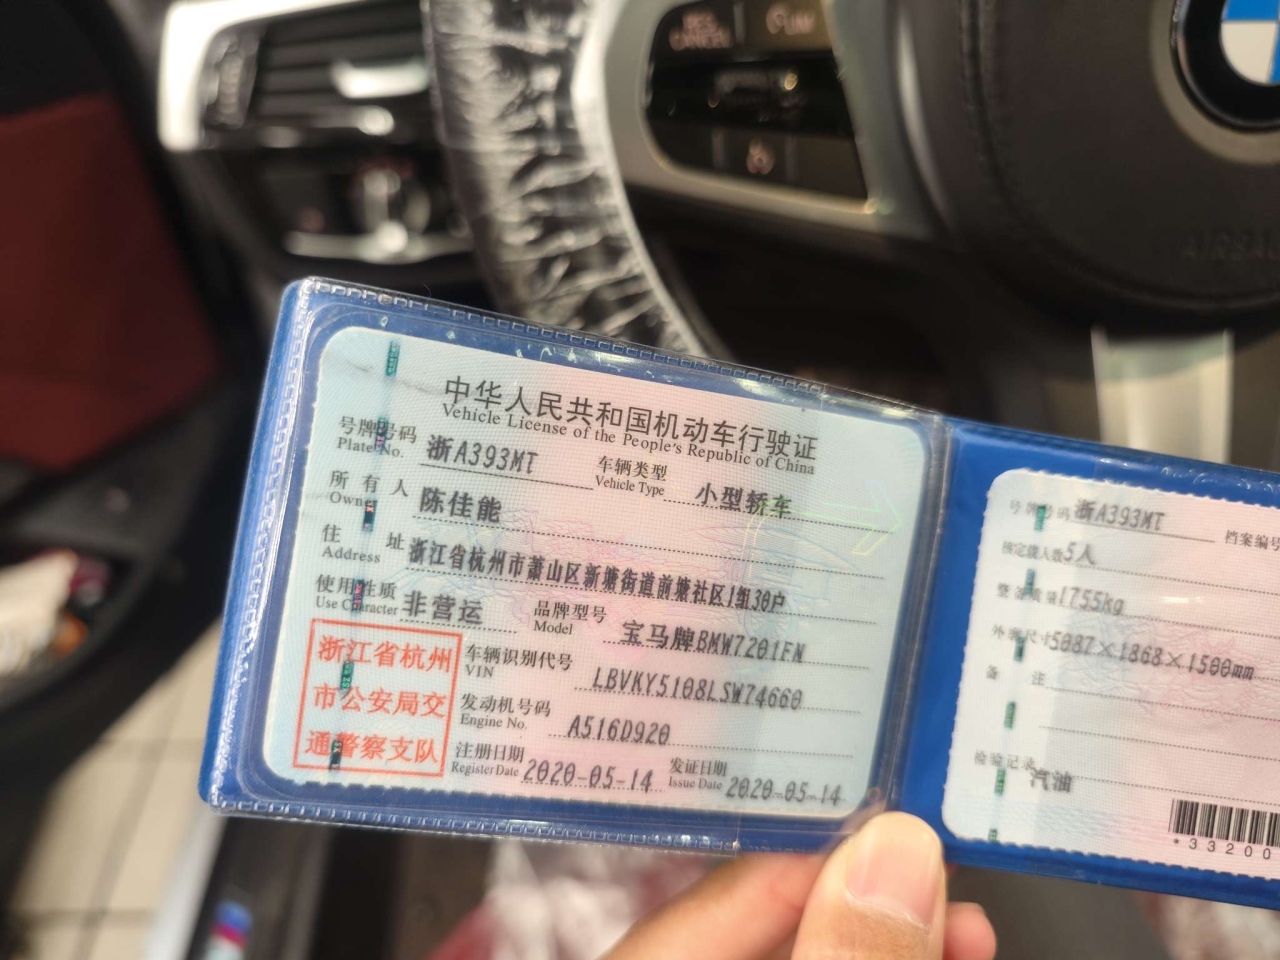 中华人民共和国机动车行驶证
Vehicle License of the People's Republic of China
号牌号码 浙A393MT 车辆类型 小型轿车
Plate No. Vehicle Type
所有人 陈佳能
Owner
住址 浙江省杭州市萧山区新塘街道前塘社区1组30户
Address
使用性质 非营运 品牌型号 宝马牌BMW7201FN
Use Character Model
浙江省杭州
市公安局交
通警察支队
车辆识别代号 LBVKY5108LSW74660
VIN
发动机号码 A516D920
Engine No.
注册日期 2020-05-14 发证日期 2020-05-14
Register Date Issue Date
号牌号码 浙A393MT 档案编号
核定载人数 5人
整备质量 1755kg
外廓尺寸 5087×1868×1500mm
备注
检验记录 汽油
*33200
AIRBAG